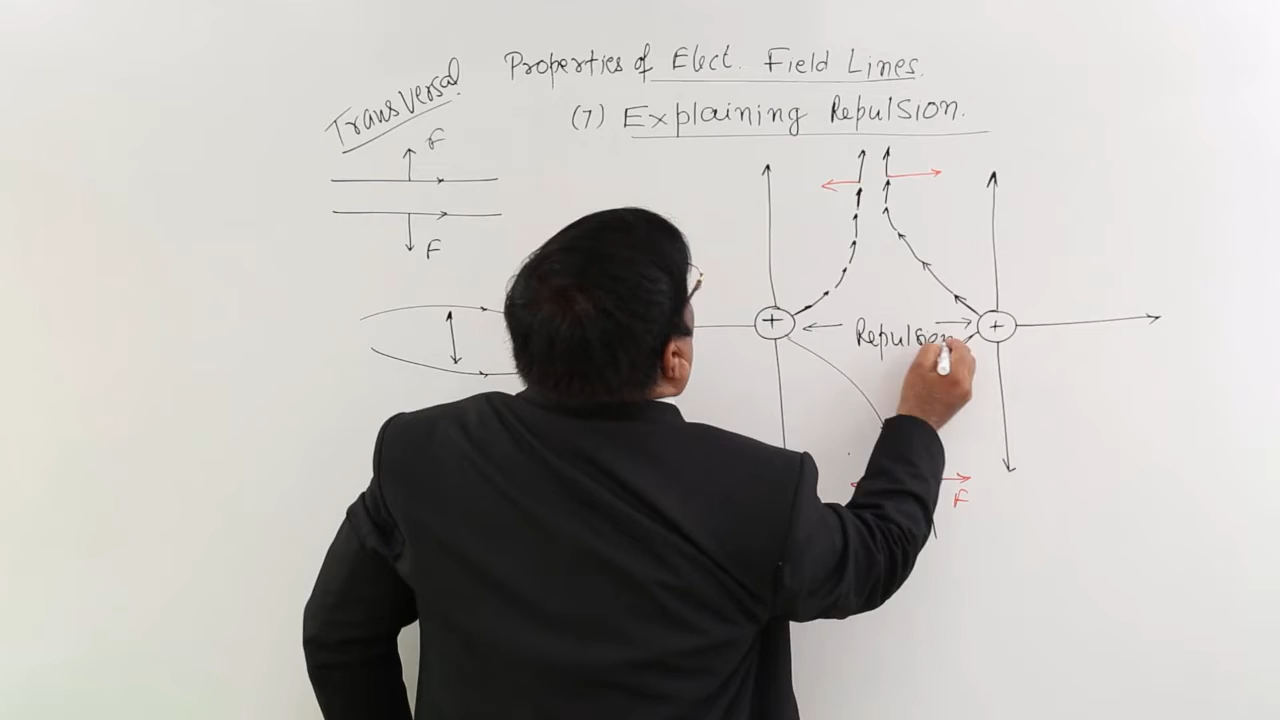 Properties of Elect. Field Lines.
(7) Explaining Repulsion.
Transversal
F
F
+
+
Repulsion
F